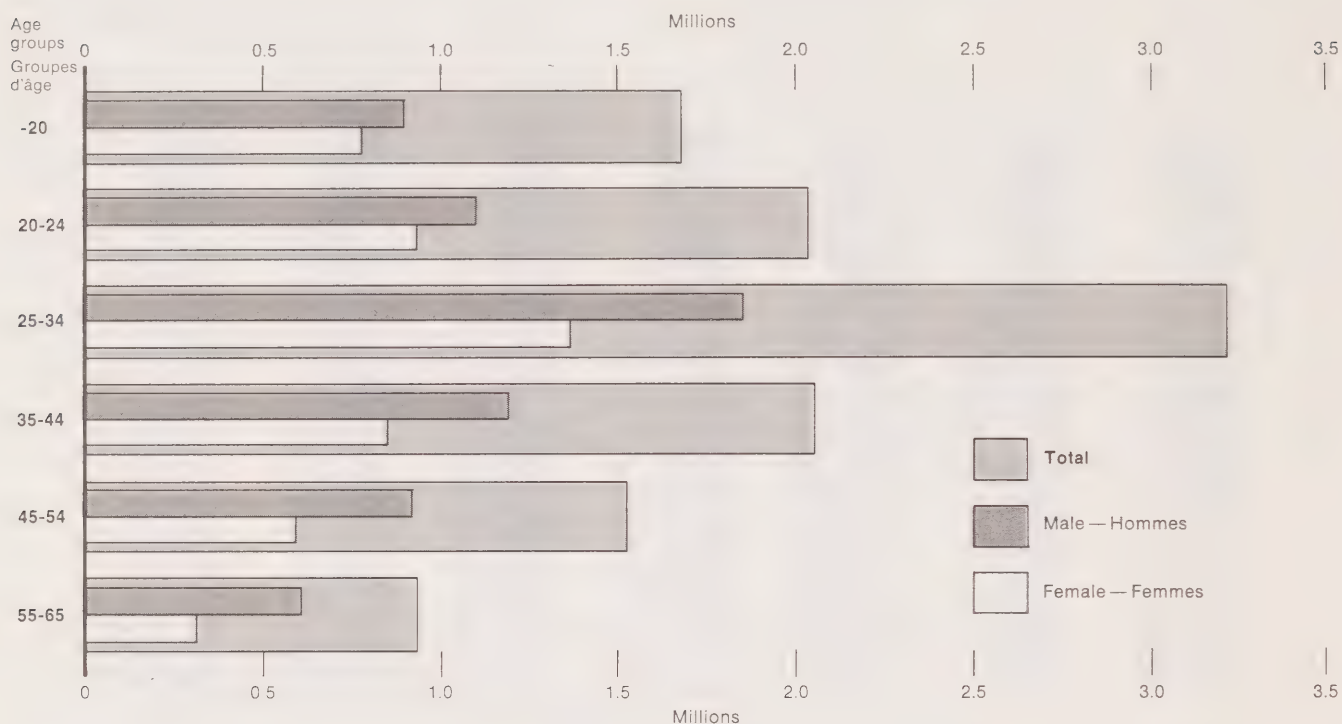 Millions
Age
groups
0 0.5 1.0 1.5 2.0 2.5 3.0 3.5
Groupes
d'âge
-20
20-24
25-34
35-44
45-54
55-65
Total
Male — Hommes
Female — Femmes
0 0.5 1.0 1.5 2.0 2.5 3.0 3.5
Millions